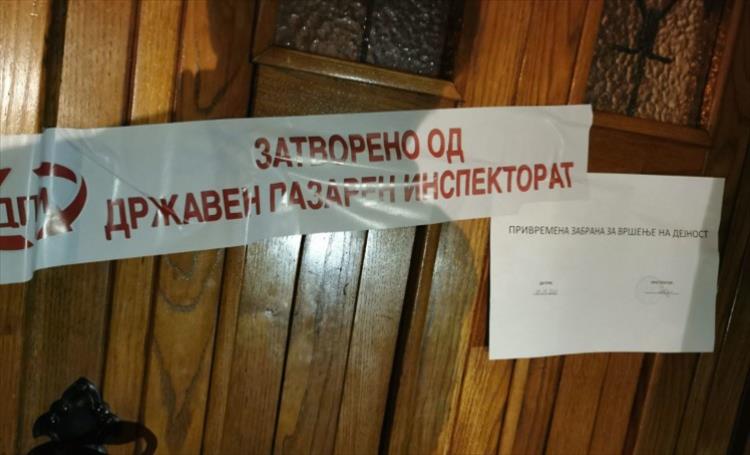 ЗАТВОРЕНО ОД
ДРЖАВЕН ПАЗАРЕН ИНСПЕКТОРАТ
ПРИВРЕМЕНА ЗАБРАНА ЗА ВРШЕЊЕ НА ДЕЈНОСТ